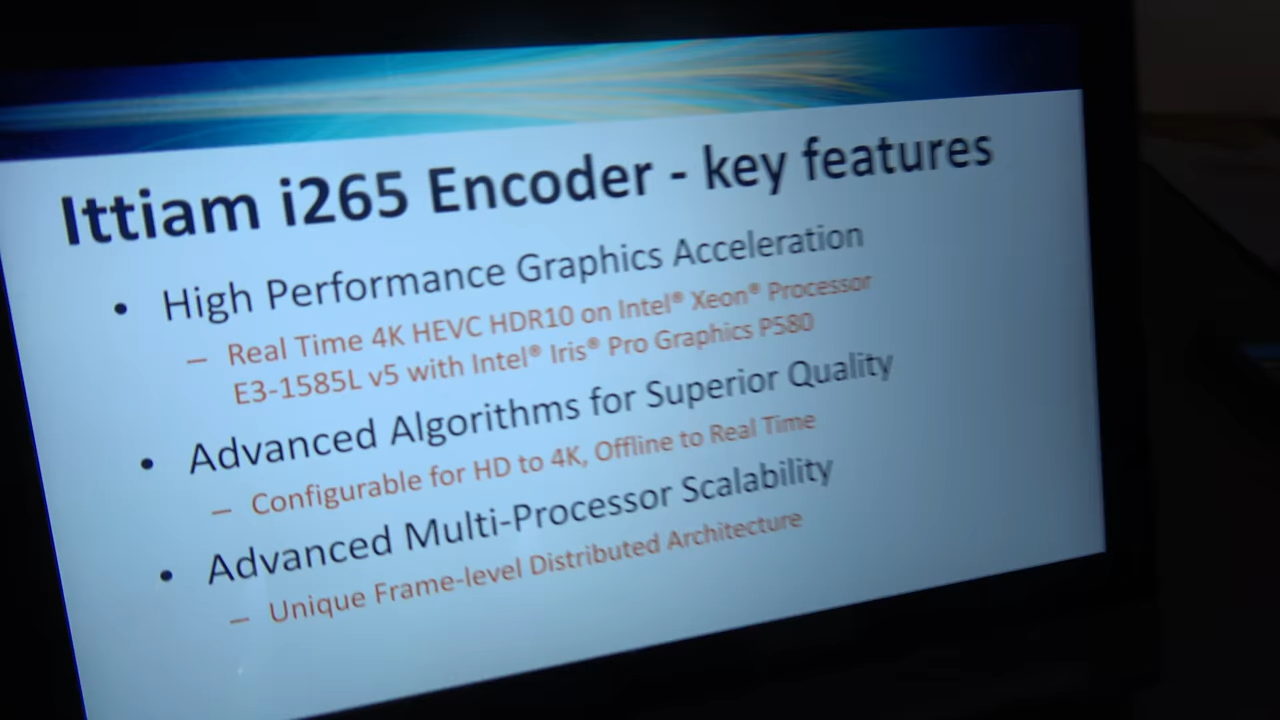 Ittiam i265 Encoder - key features
• High Performance Graphics Acceleration
– Real Time 4K HEVC HDR10 on Intel® Xeon® Processor
E3-1585L v5 with Intel® Iris® Pro Graphics P580
• Advanced Algorithms for Superior Quality
– Configurable for HD to 4K, Offline to Real Time
• Advanced Multi-Processor Scalability
– Unique Frame-level Distributed Architecture